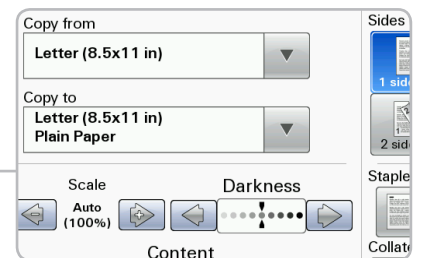 Copy from
Letter (8.5x11 in)
Copy to
Letter (8.5x11 in)
Plain Paper
Scale
Auto
(100%)
Darkness
Content
Sides
1 sid
2 sid
Staple
Collat